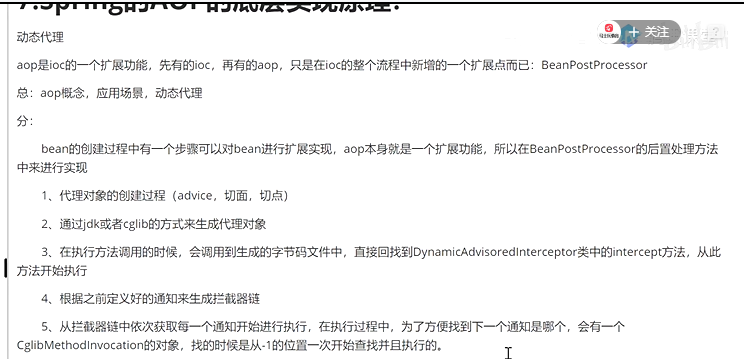 7.Spring的AOP的底层实现原理?
+ 关注
动态代理
aop是ioc的一个扩展功能，先有的ioc，再有的aop，只是在ioc的整个流程中新增的一个扩展点而已：BeanPostProcessor
总：aop概念，应用场景，动态代理
分：
bean的创建过程中有一个步骤可以对bean进行扩展实现，aop本身就是一个扩展功能，所以在BeanPostProcessor的后置处理方法
中来进行实现
1、代理对象的创建过程（advice，切面，切点）
2、通过jdk或者cglib的方式来生成代理对象
3、在执行方法调用的时候，会调用到生成的字节码文件中，直接回找到DynamicAdvisoredInterceptor类中的intercept方法，从此
方法开始执行
4、根据之前定义好的通知来生成拦截器链
5、从拦截器链中依次获取每一个通知开始进行执行，在执行过程中，为了方便找到下一个通知是哪个，会有一个
CglibMethodInvocation的对象，找的时候是从-1的位置一次开始查找并且执行的。